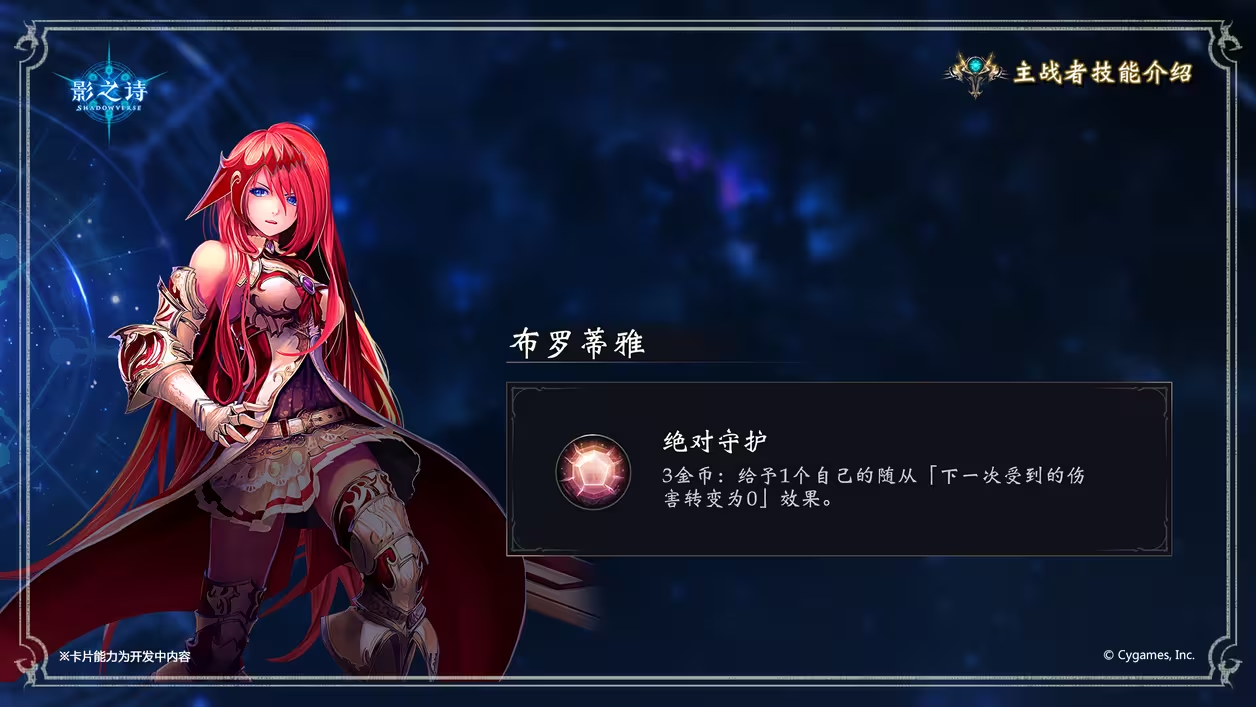 影之诗
SHADOWVERSE
主战者技能介绍
布罗蒂雅
绝对守护
3金币：给予1个自己的随从「下一次受到的伤
害转变为0」效果。
※卡片能力为开发中内容
© Cygames, Inc.